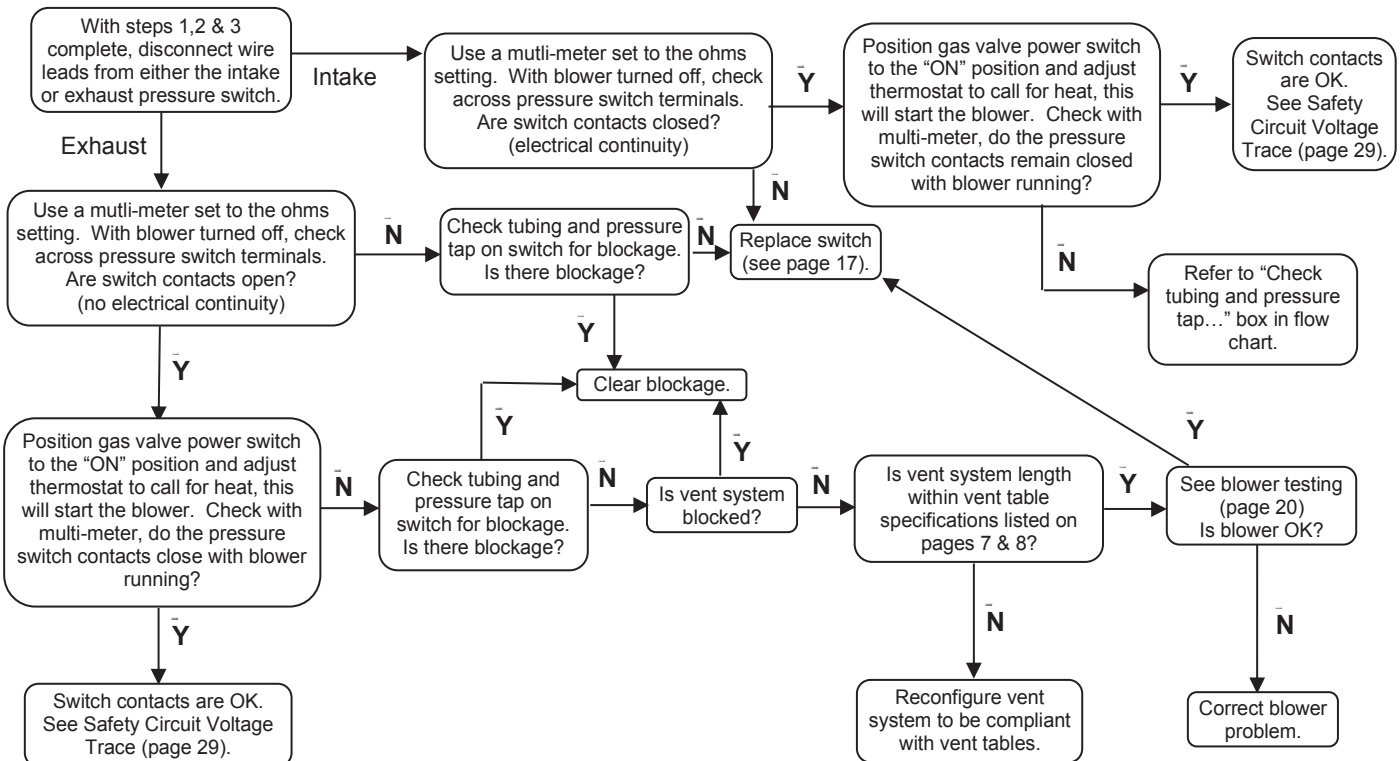 With steps 1,2 & 3
complete, disconnect wire
leads from either the intake
or exhaust pressure switch.
Intake
Use a mutli-meter set to the ohms
setting. With blower turned off, check
across pressure switch terminals.
Are switch contacts closed?
(electrical continuity)
Y
Position gas valve power switch
to the “ON” position and adjust
thermostat to call for heat, this
will start the blower. Check with
multi-meter, do the pressure
switch contacts remain closed
with blower running?
Y
Switch contacts
are OK.
See Safety
Circuit Voltage
Trace (page 29).
Exhaust
N
N
Use a mutli-meter set to the ohms
setting. With blower turned off, check
across pressure switch terminals.
Are switch contacts open?
(no electrical continuity)
N
Check tubing and pressure
tap on switch for blockage.
Is there blockage?
N
Replace switch
(see page 17).
Refer to “Check
tubing and pressure
tap…” box in flow
chart.
Y
Y
Clear blockage.
Position gas valve power switch
to the “ON” position and adjust
thermostat to call for heat, this
will start the blower. Check with
multi-meter, do the pressure
switch contacts close with blower
running?
N
Y
Check tubing and
pressure tap on
switch for blockage.
Is there blockage?
N
Y
Is vent system
blocked?
N
Is vent system length
within vent table
specifications listed on
pages 7 & 8?
Y
Y
See blower testing
(page 20)
Is blower OK?
Y
N
N
Switch contacts are OK.
See Safety Circuit Voltage
Trace (page 29).
Reconfigure vent
system to be compliant
with vent tables.
Correct blower
problem.